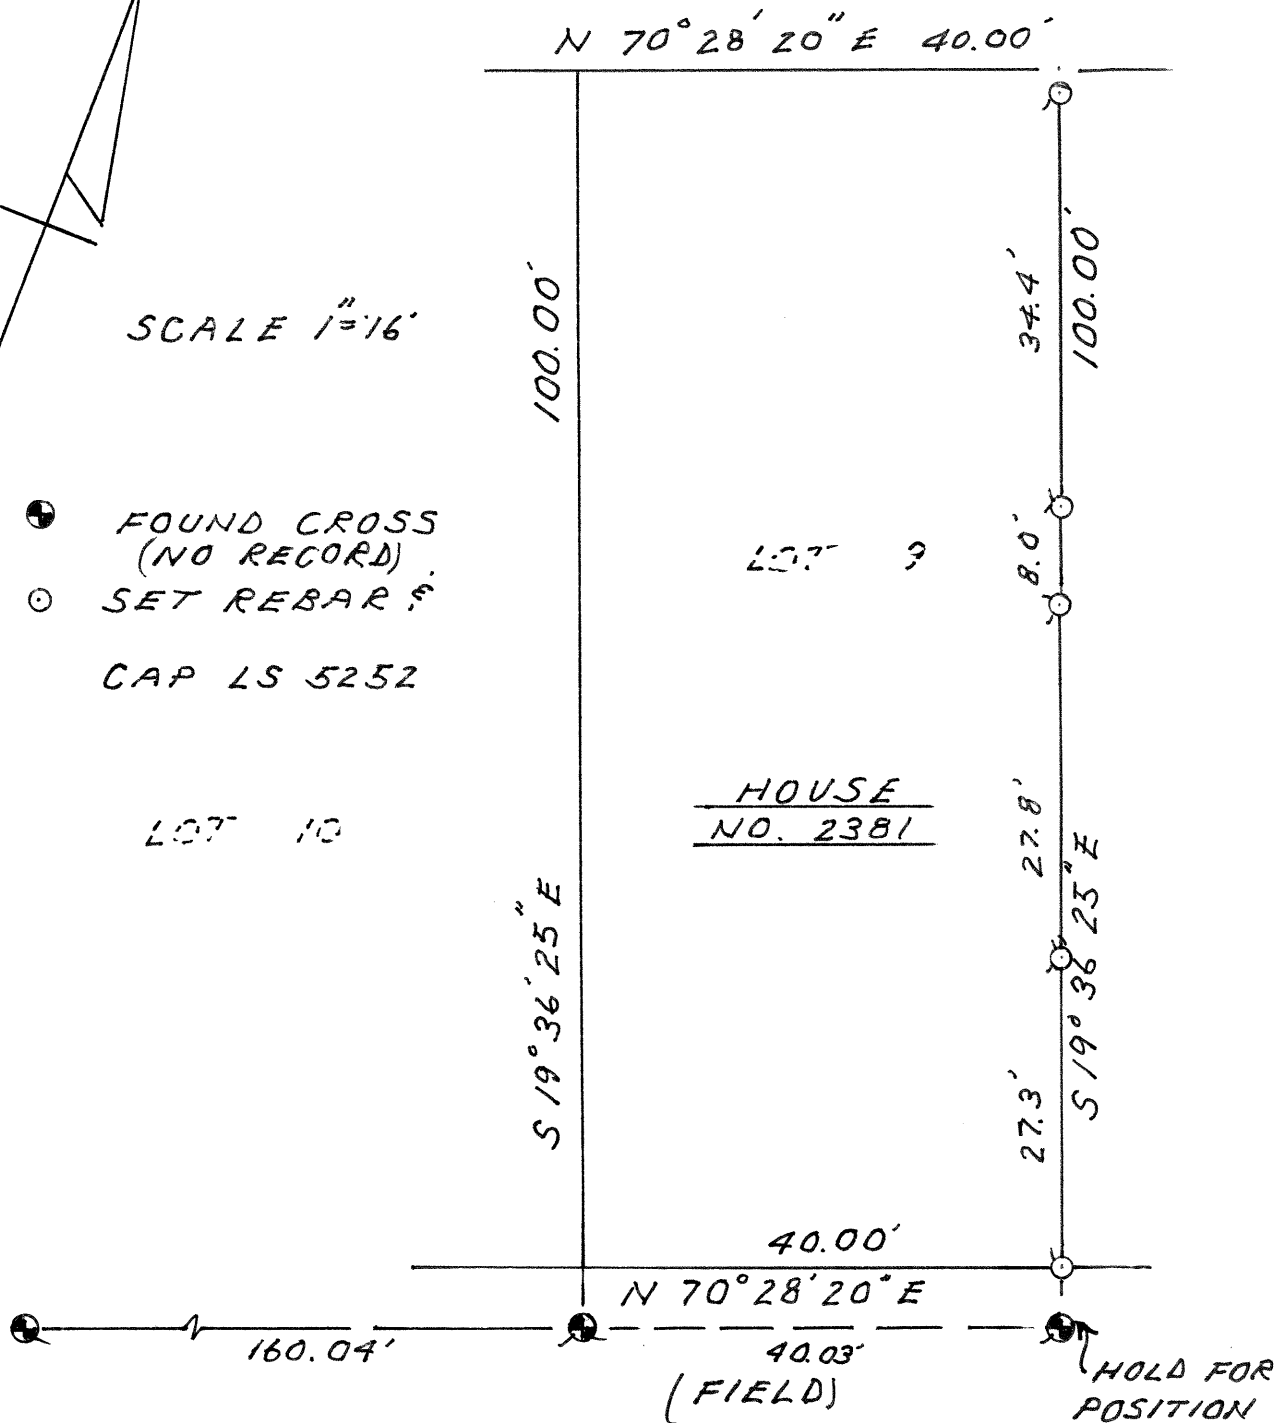 N 70° 28' 20" E 40.00'
SCALE 1"=16'
100.00'
34.4'
100.00'
FOUND CROSS
(NO RECORD)
SET REBAR &
CAP LS 5252
LOT 9
8.0'
LOT 10
HOUSE
NO. 2381
27.8'
S 19° 36' 25" E
S 19° 36' 25" E
27.3'
40.00'
N 70° 28' 20" E
160.04'
40.03'
(FIELD)
HOLD FOR
POSITION